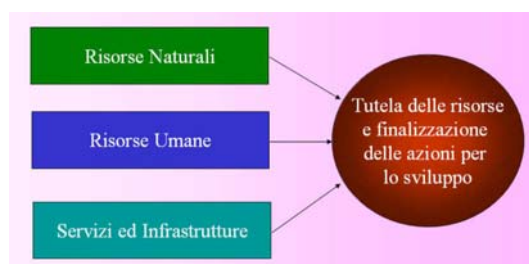 Risorse Naturali
Risorse Umane
Servizi ed Infrastrutture
Tutela delle risorse
e finalizzazione
delle azioni per
lo sviluppo